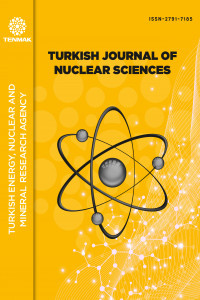 TENMAK
ISSN-2791-7185
TURKISH JOURNAL OF
NUCLEAR SCIENCES
TURKISH ENERGY, NUCLEAR AND
MINERAL RESEARCH AGENCY